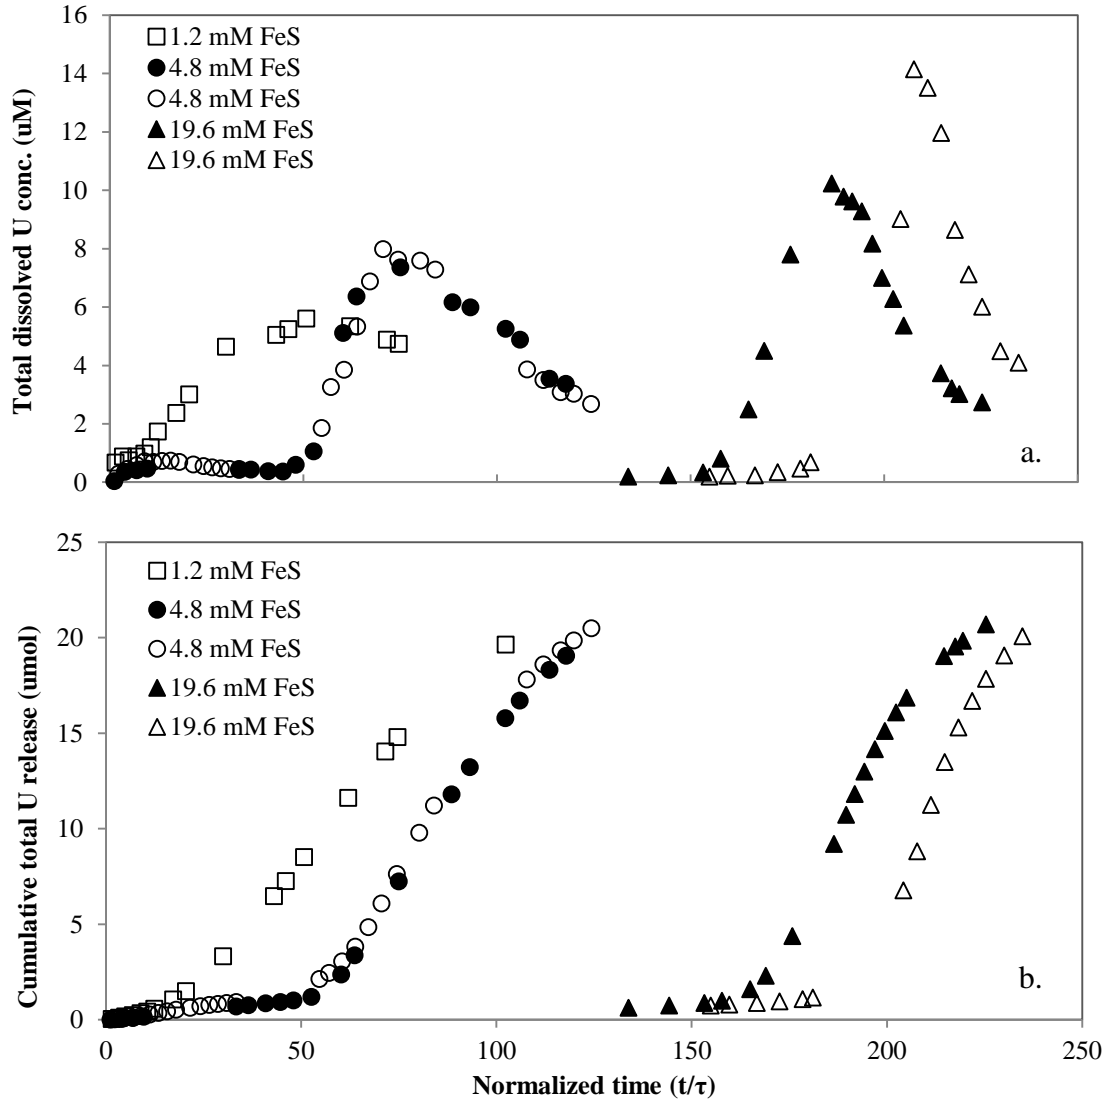 16
14
12
10
8
6
4
2
0
Total dissolved U conc. (uM)
1.2 mM FeS
4.8 mM FeS
4.8 mM FeS
19.6 mM FeS
19.6 mM FeS
a.
25
20
15
10
5
0
Cumulative total U release (umol)
1.2 mM FeS
4.8 mM FeS
4.8 mM FeS
19.6 mM FeS
19.6 mM FeS
b.
0 50 100 150 200 250
Normalized time (t/τ)